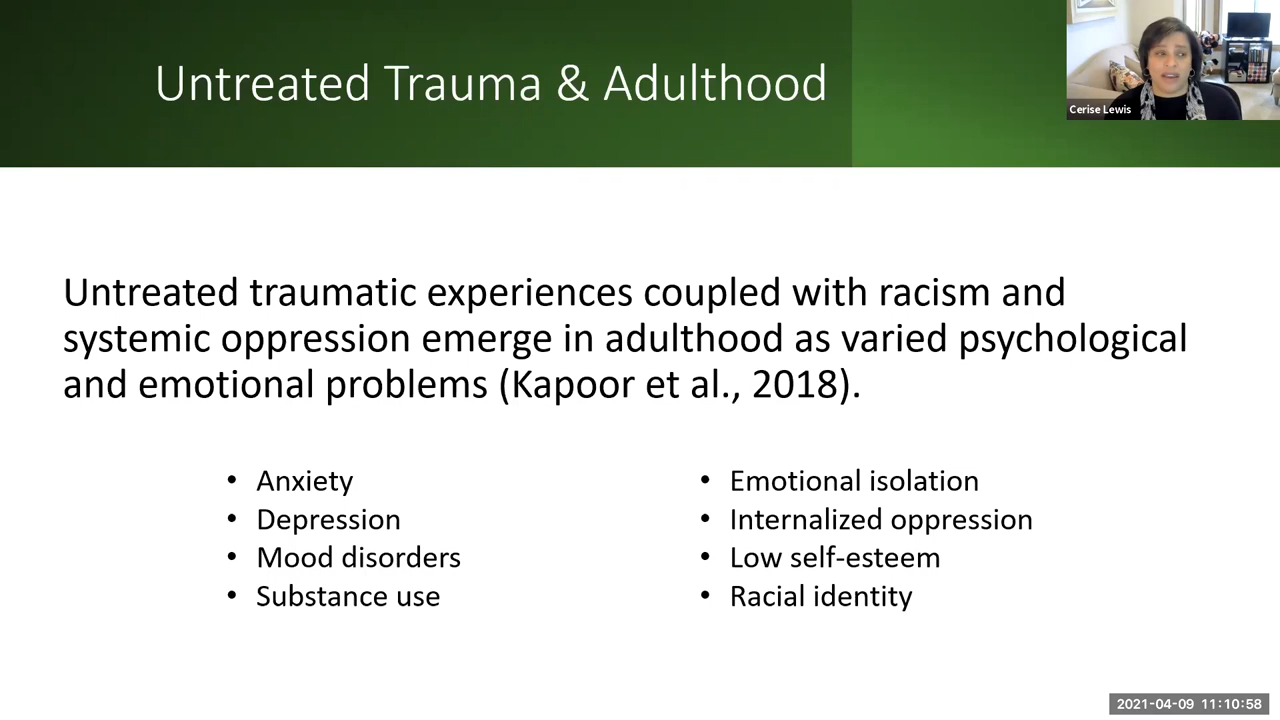 Untreated Trauma & Adulthood
Cerise Lewis
Untreated traumatic experiences coupled with racism and
systemic oppression emerge in adulthood as varied psychological
and emotional problems (Kapoor et al., 2018).
• Anxiety
• Depression
• Mood disorders
• Substance use
• Emotional isolation
• Internalized oppression
• Low self-esteem
• Racial identity
2021-04-09 11:10:58